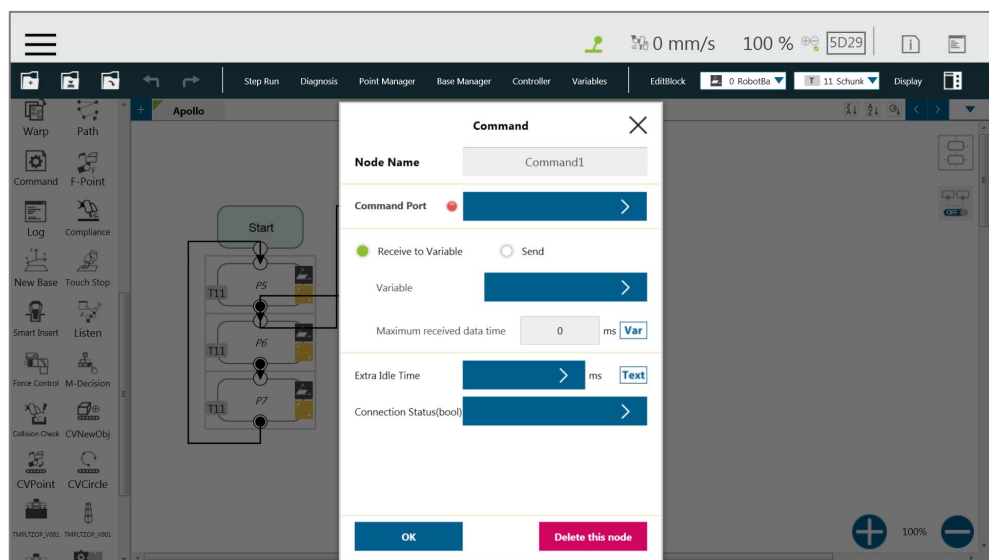 0 mm/s 100 % 5D29
Step Run Diagnosis Point Manager Base Manager Controller Variables EditBlock 0 RobotBa T 11 Schunk Display
+ Apollo
Warp Path
Command F-Point
Log Compliance
New Base Touch Stop
Smart Insert Listen
Force Control M-Decision
Collision Check CVNewObj
CVPoint CVCircle
TMPLTZOP_V001 TMPLTZOP_V001
Start
T11 P5
T11 P6
T11 P7
Command
Node Name Command1
Command Port
Receive to Variable Send
Variable
Maximum received data time 0 ms Var
Extra Idle Time ms Text
Connection Status(bool)
OK Delete this node
OFF
100%